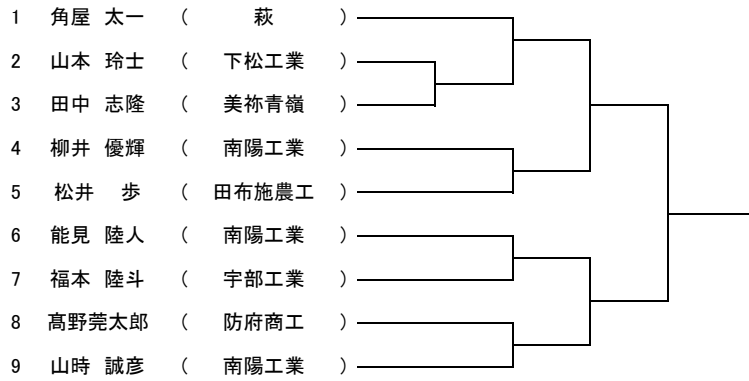 1 角屋 太一 ( 萩 )
2 山本 玲士 ( 下松工業 )
3 田中 志隆 ( 美祢青嶺 )
4 柳井 優輝 ( 南陽工業 )
5 松井 歩 ( 田布施農工 )
6 能見 陸人 ( 南陽工業 )
7 福本 陸斗 ( 宇部工業 )
8 髙野莞太郎 ( 防府商工 )
9 山時 誠彦 ( 南陽工業 )